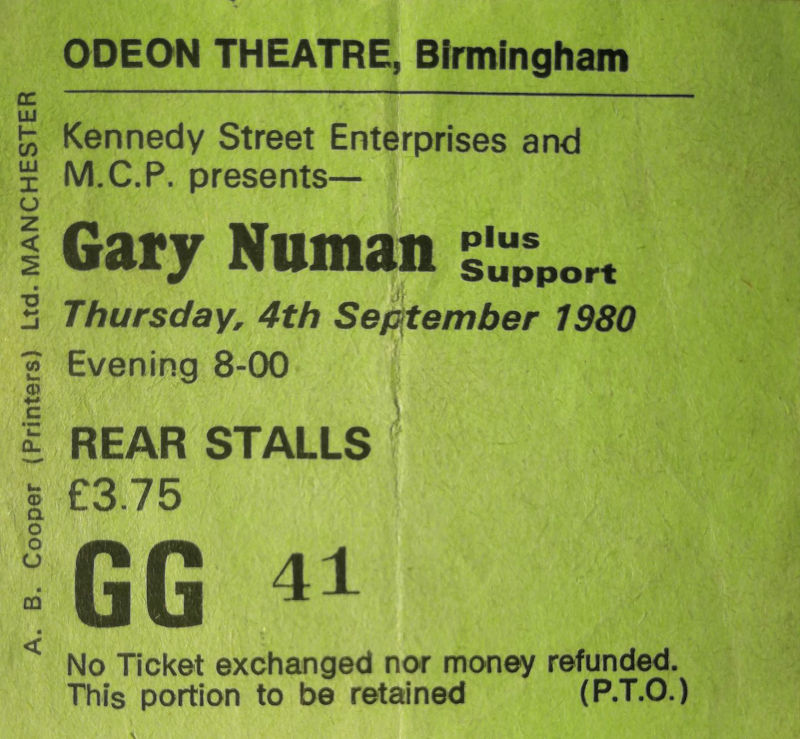 ODEON THEATRE, Birmingham
Kennedy Street Enterprises and
M.C.P. presents—
Gary Numan plus Support
Thursday, 4th September 1980
Evening 8-00
REAR STALLS
£3.75
GG 41
No Ticket exchanged nor money refunded.
This portion to be retained (P.T.O.)
A. B. Cooper (Printers) Ltd. MANCHESTER